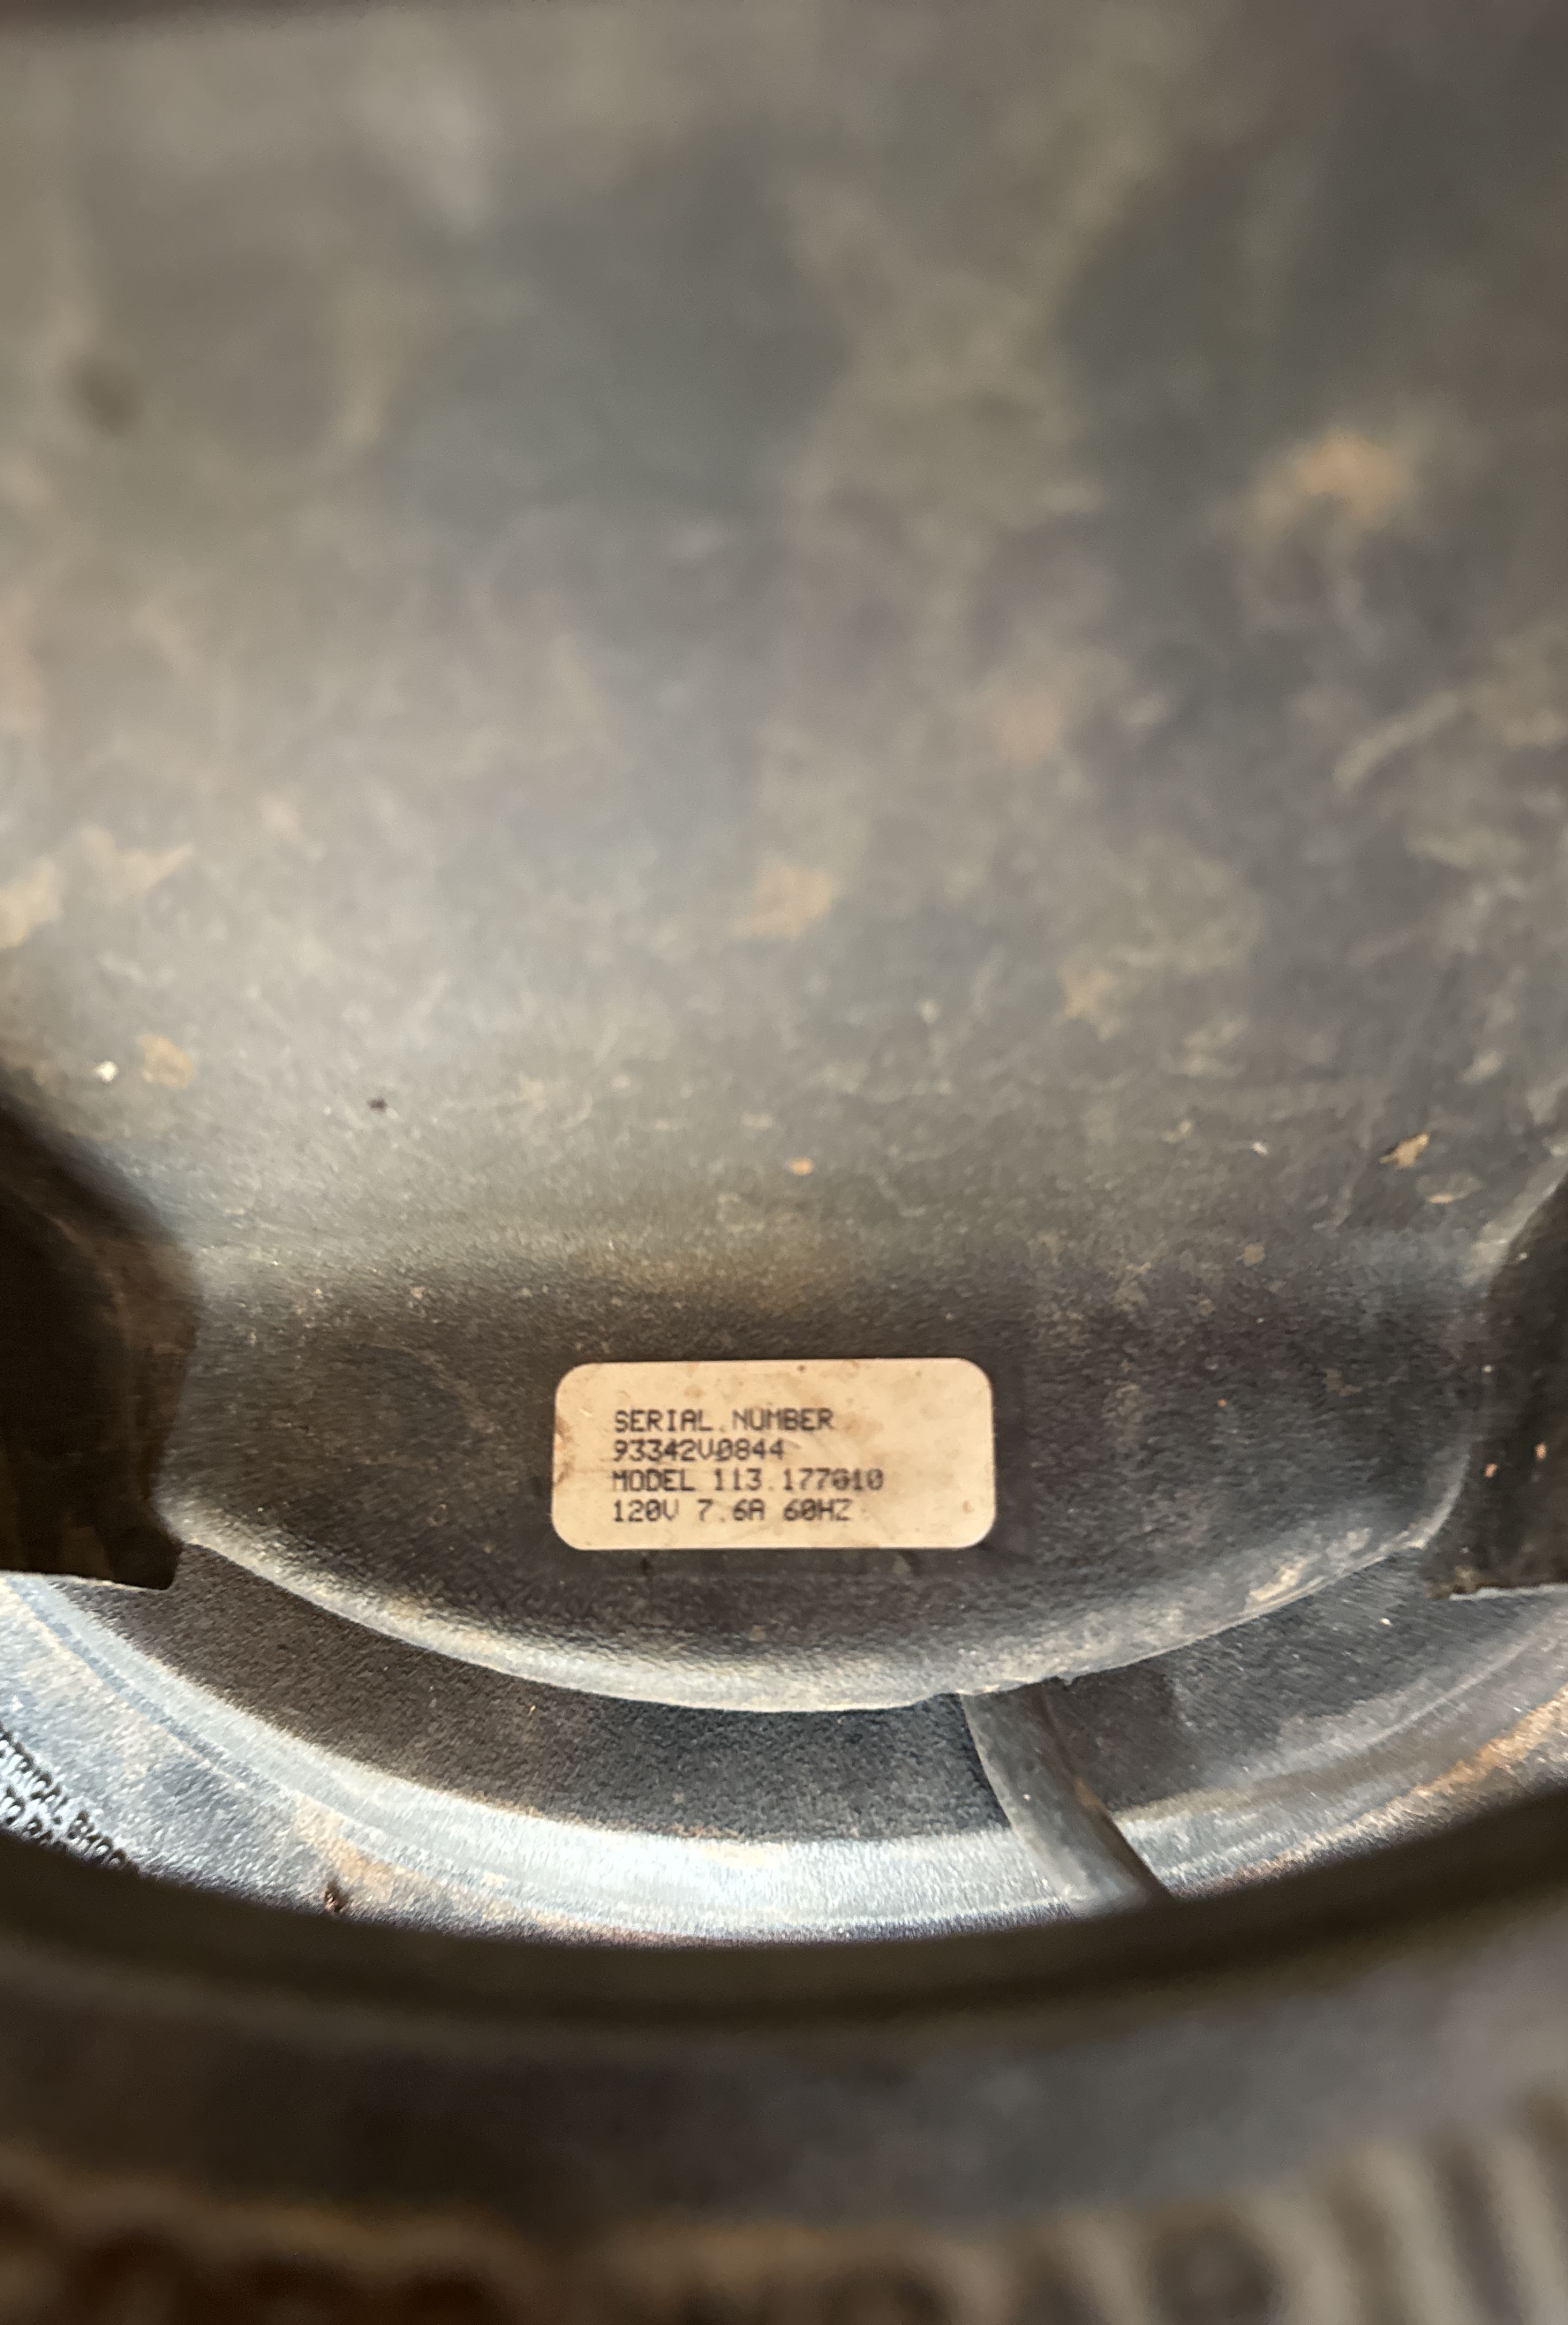 SERIAL NUMBER
93342V0844
MODEL 113.177010
120V 7.6A 60HZ